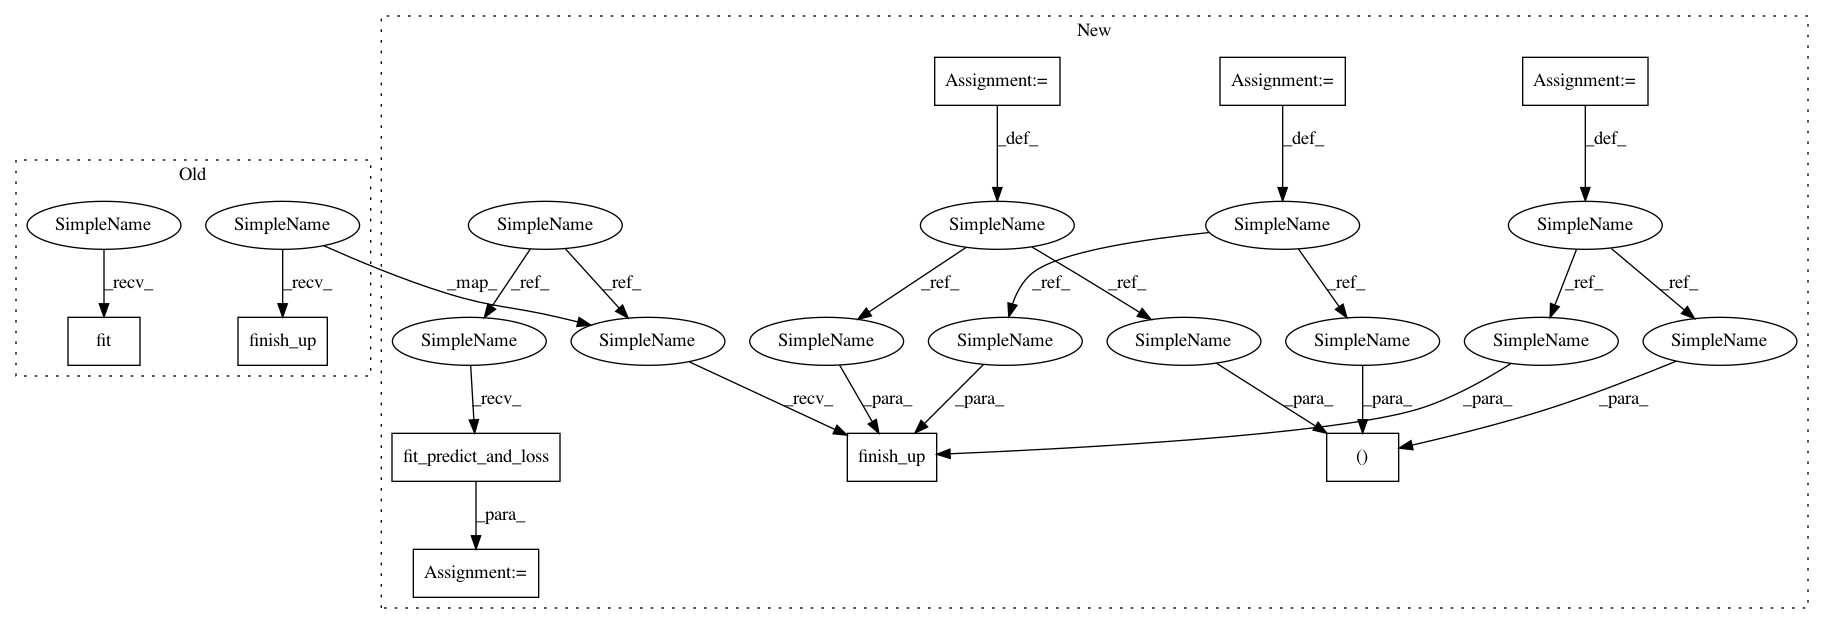 New
Assignment:=
Assignment:=
Assignment:=
_def_
_def_
_def_
Old
SimpleName
SimpleName
SimpleName
SimpleName
SimpleName
SimpleName
_recv_
_recv_
_map_
_ref_
_ref_
_ref_
_ref_
_ref_
_ref_
_ref_
_ref_
fit
finish_up
SimpleName
SimpleName
SimpleName
SimpleName
SimpleName
SimpleName
SimpleName
SimpleName
_recv_
_recv_
_para_
_para_
_para_
_para_
_para_
_para_
fit_predict_and_loss
finish_up
()
_para_
Assignment:=